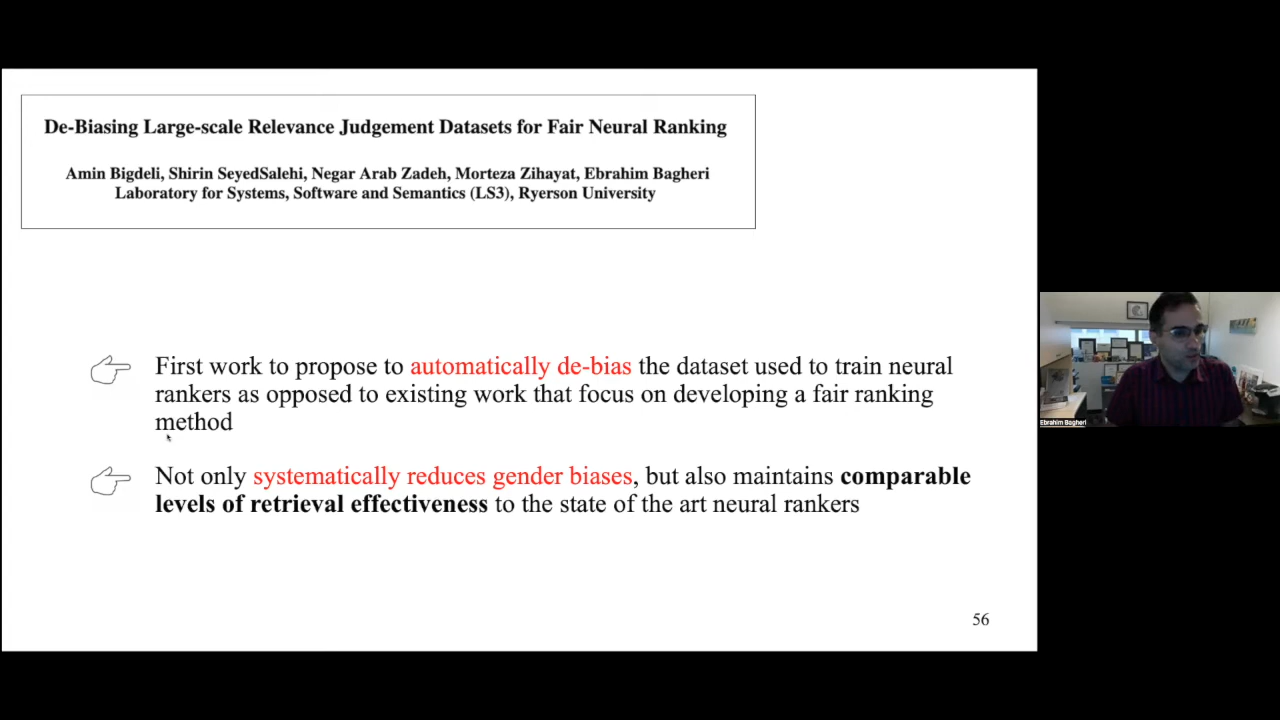 De-Biasing Large-scale Relevance Judgement Datasets for Fair Neural Ranking
Amin Bigdeli, Shirin SeyedSalehi, Negar Arab Zadeh, Morteza Zihayat, Ebrahim Bagheri
Laboratory for Systems, Software and Semantics (LS3), Ryerson University
First work to propose to automatically de-bias the dataset used to train neural
rankers as opposed to existing work that focus on developing a fair ranking
method
Not only systematically reduces gender biases, but also maintains comparable
levels of retrieval effectiveness to the state of the art neural rankers
56
Ebrahim Bagheri